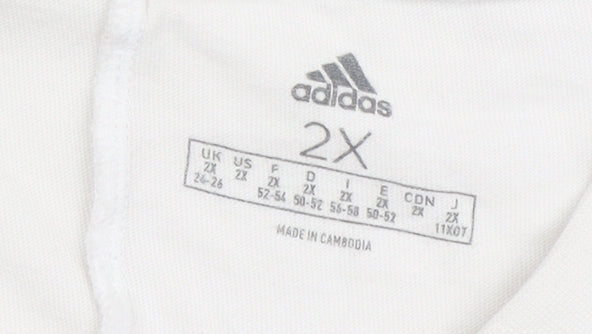 adidas
2X
UK US F D I E CDN J
2X 2X 2X 2X 2X 2X 2X 2X
24-26 52-54 50-52 56-58 50-52 11XOT
MADE IN CAMBODIA